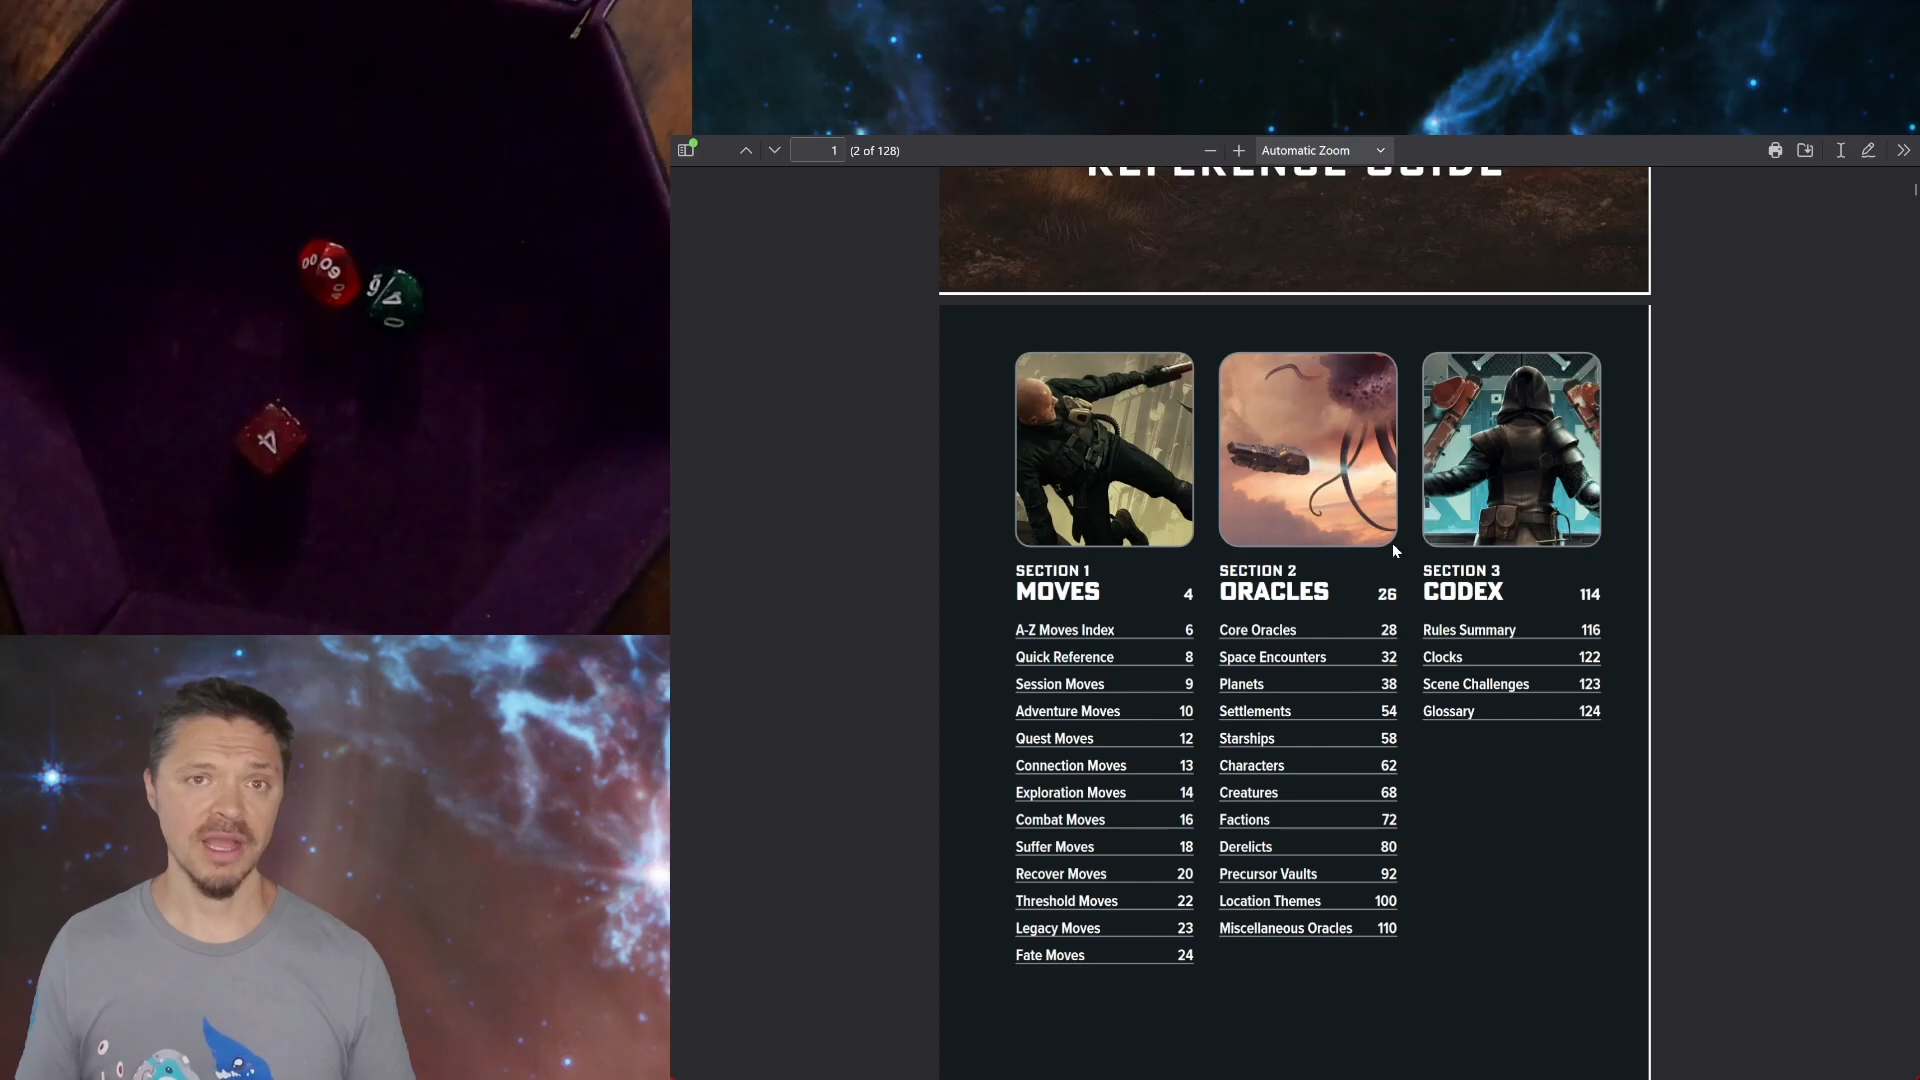 1 (2 of 128)
Automatic Zoom
REFERENCE GUIDE
SECTION 1
MOVES 4
A-Z Moves Index 6
Quick Reference 8
Session Moves 9
Adventure Moves 10
Quest Moves 12
Connection Moves 13
Exploration Moves 14
Combat Moves 16
Suffer Moves 18
Recover Moves 20
Threshold Moves 22
Legacy Moves 23
Fate Moves 24
SECTION 2
ORACLES 26
Core Oracles 28
Space Encounters 32
Planets 38
Settlements 54
Starships 58
Characters 62
Creatures 68
Factions 72
Derelicts 80
Precursor Vaults 92
Location Themes 100
Miscellaneous Oracles 110
SECTION 3
CODEX 114
Rules Summary 116
Clocks 122
Scene Challenges 123
Glossary 124
00
60
4